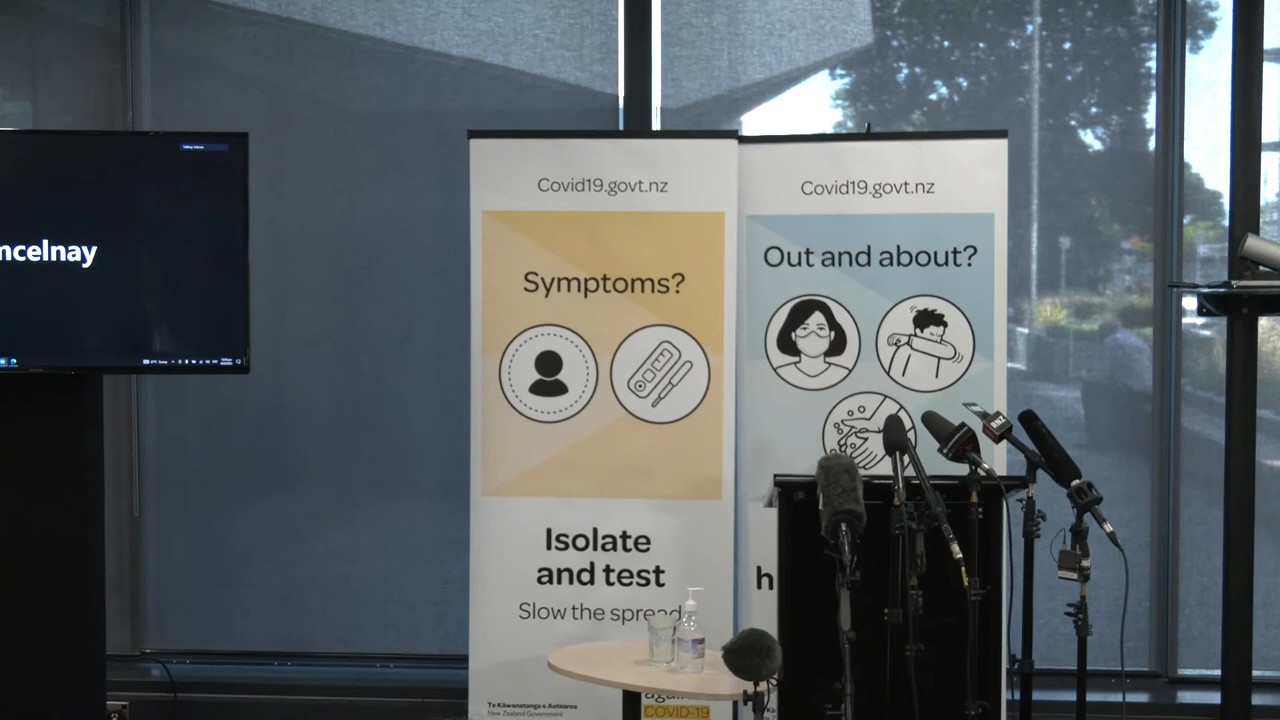 mcelnay
Covid19.govt.nz
Symptoms?
Isolate
and test
Slow the spread
COVID-19
Te Kāwanatanga o Aotearoa
New Zealand Government
Covid19.govt.nz
Out and about?
h
RNZ